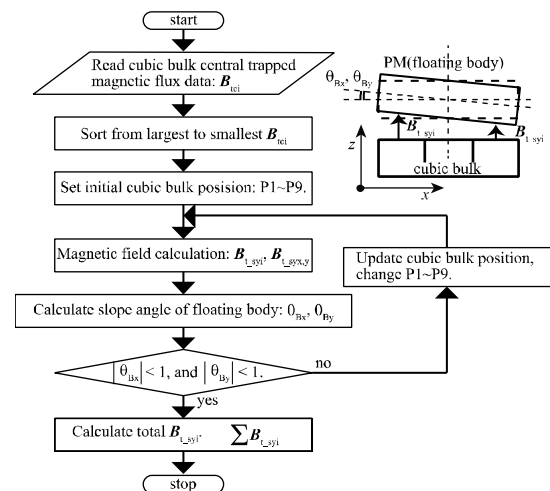 start
Read cubic bulk central trapped
magnetic flux data: B_tci
Sort from largest to smallest B_tci
Set initial cubic bulk posision: P1~P9.
Magnetic field calculation: B_t_syi, B_t_syx,y
Calculate slope angle of floating body: θ_Bx, θ_By
|θ_Bx| < 1, and |θ_By| < 1.
no
yes
Update cubic bulk position,
change P1~P9.
Calculate total B_t_syi.   ∑ B_t_syi
stop
PM(floating body)
θ_Bx, θ_By
B_t_syi
B_t_syi
z
cubic bulk
x